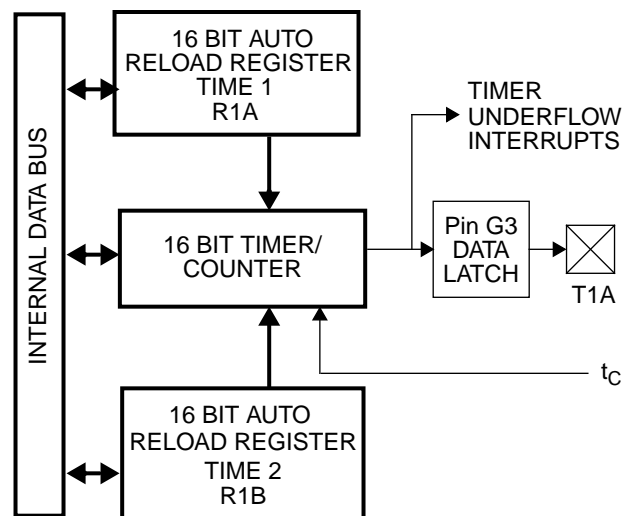 INTERNAL DATA BUS
16 BIT AUTO
RELOAD REGISTER
TIME 1
R1A
TIMER
UNDERFLOW
INTERRUPTS
16 BIT TIMER/
COUNTER
Pin G3
DATA
LATCH
T1A
tC
16 BIT AUTO
RELOAD REGISTER
TIME 2
R1B